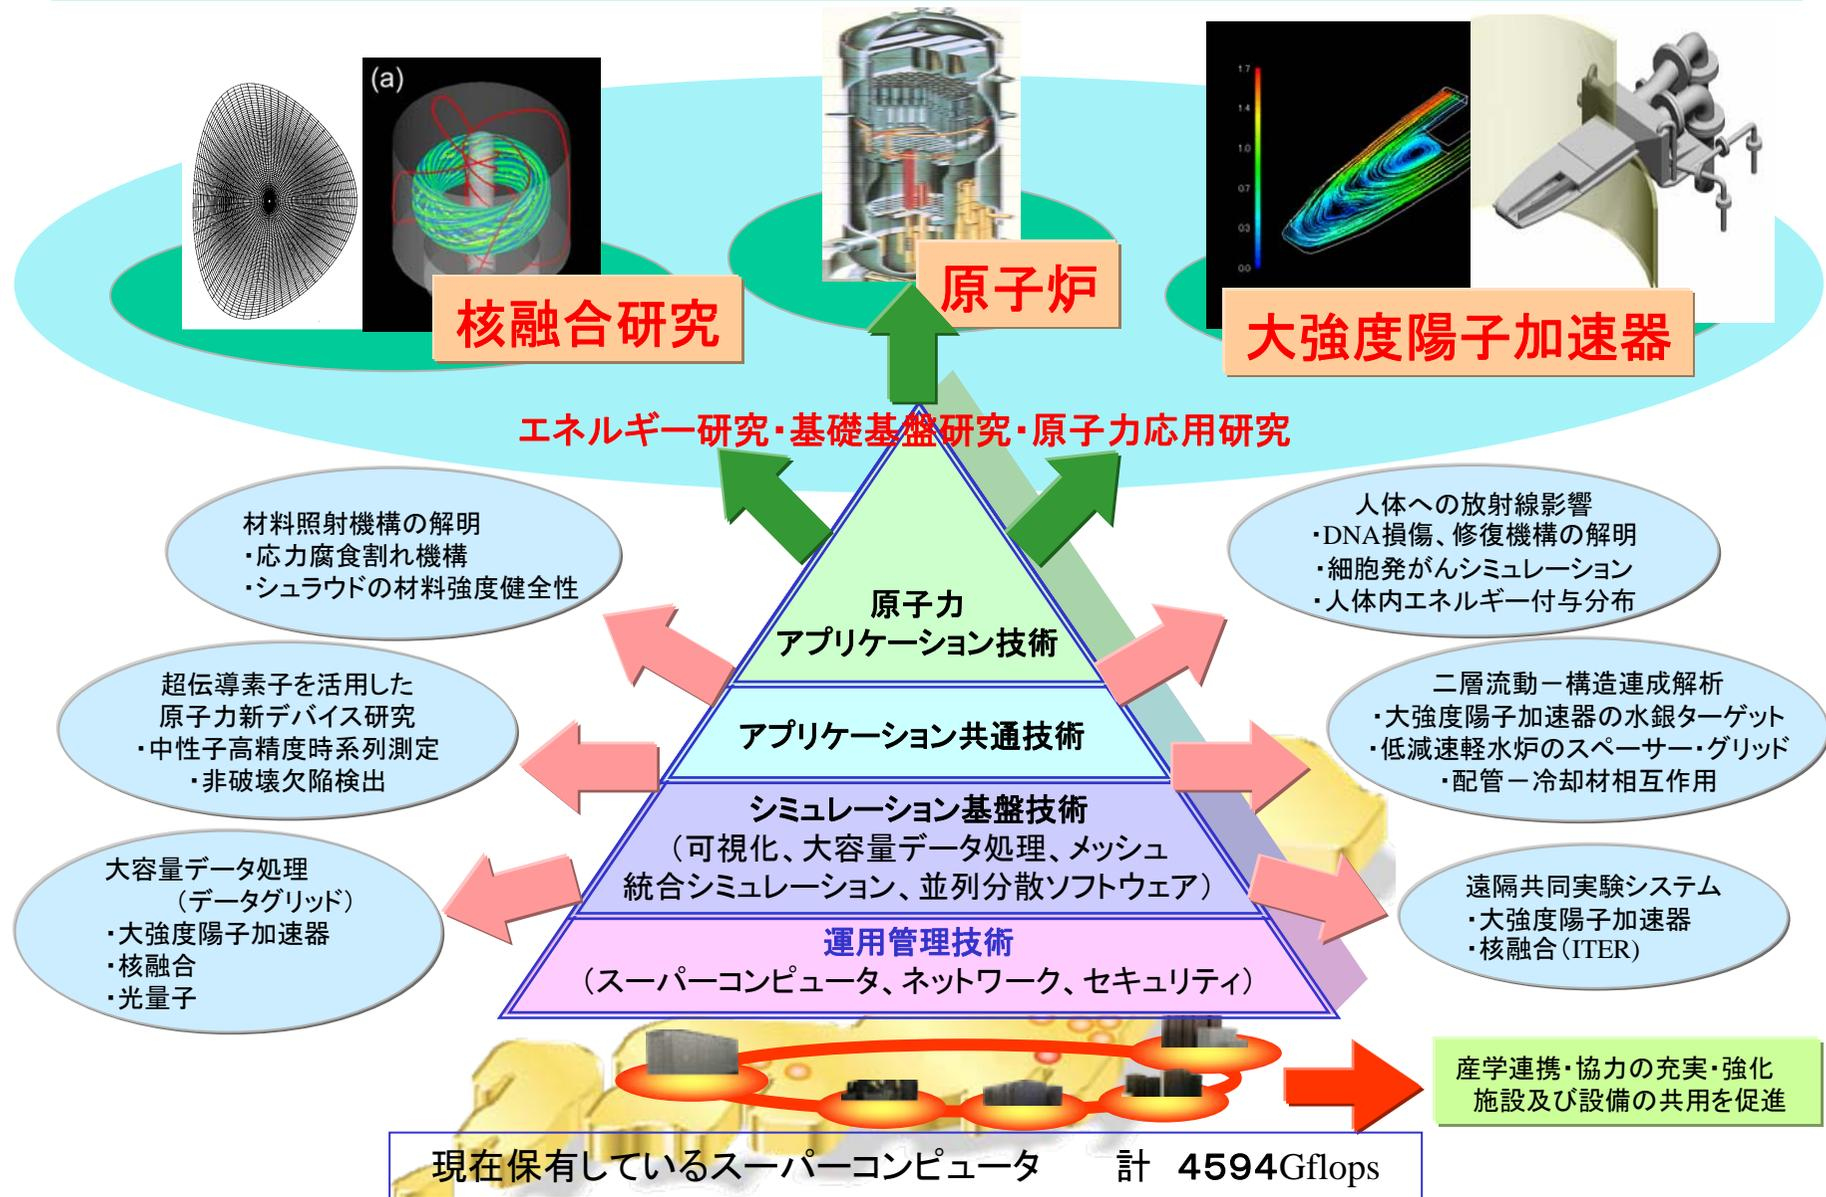 (a)
1.7
1.4
1.0
0.7
0.3
0.0
核融合研究
原子炉
大強度陽子加速器
エネルギー研究・基礎基盤研究・原子力応用研究
材料照射機構の解明
・応力腐食割れ機構
・シュラウドの材料強度健全性
人体への放射線影響
・DNA損傷、修復機構の解明
・細胞発がんシミュレーション
・人体内エネルギー付与分布
原子力
アプリケーション技術
超伝導素子を活用した
原子力新デバイス研究
・中性子高精度時系列測定
・非破壊欠陥検出
アプリケーション共通技術
二層流動－構造連成解析
・大強度陽子加速器の水銀ターゲット
・低減速軽水炉のスペーサー・グリッド
・配管－冷却材相互作用
シミュレーション基盤技術
（可視化、大容量データ処理、メッシュ
統合シミュレーション、並列分散ソフトウェア）
大容量データ処理
（データグリッド）
・大強度陽子加速器
・核融合
・光量子
遠隔共同実験システム
・大強度陽子加速器
・核融合（ITER)
運用管理技術
（スーパーコンピュータ、ネットワーク、セキュリティ）
産学連携・協力の充実・強化
施設及び設備の共用を促進
現在保有しているスーパーコンピュータ　　計　4594Gflops